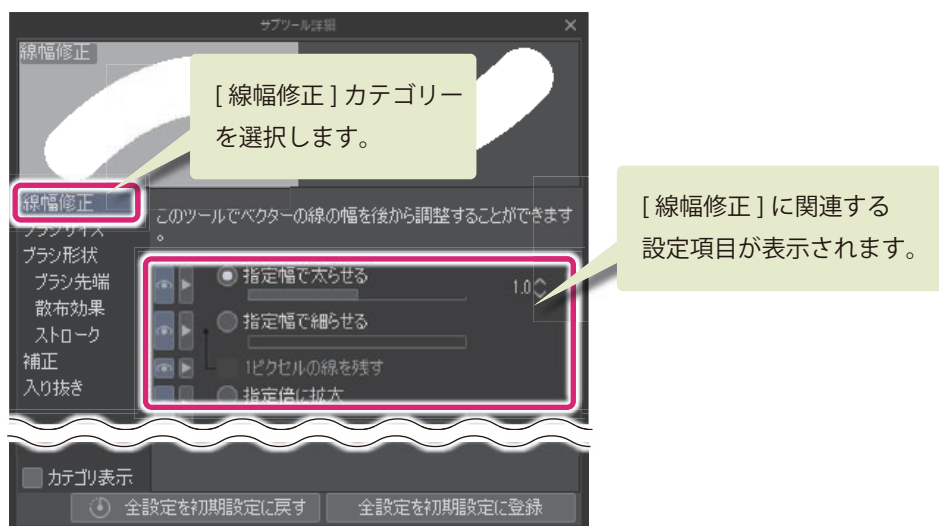 サブツール詳細
線幅修正
[ 線幅修正 ] カテゴリー
を選択します。
線幅修正
ブラシサイズ
ブラシ形状
ブラシ先端
散布効果
ストローク
補正
入り抜き
このツールでベクターの線の幅を後から調整することができます
。
指定幅で太らせる
1.0
指定幅で細らせる
1ピクセルの線を残す
指定倍に拡大
[ 線幅修正 ] に関連する
設定項目が表示されます。
カテゴリ表示
全設定を初期設定に戻す
全設定を初期設定に登録